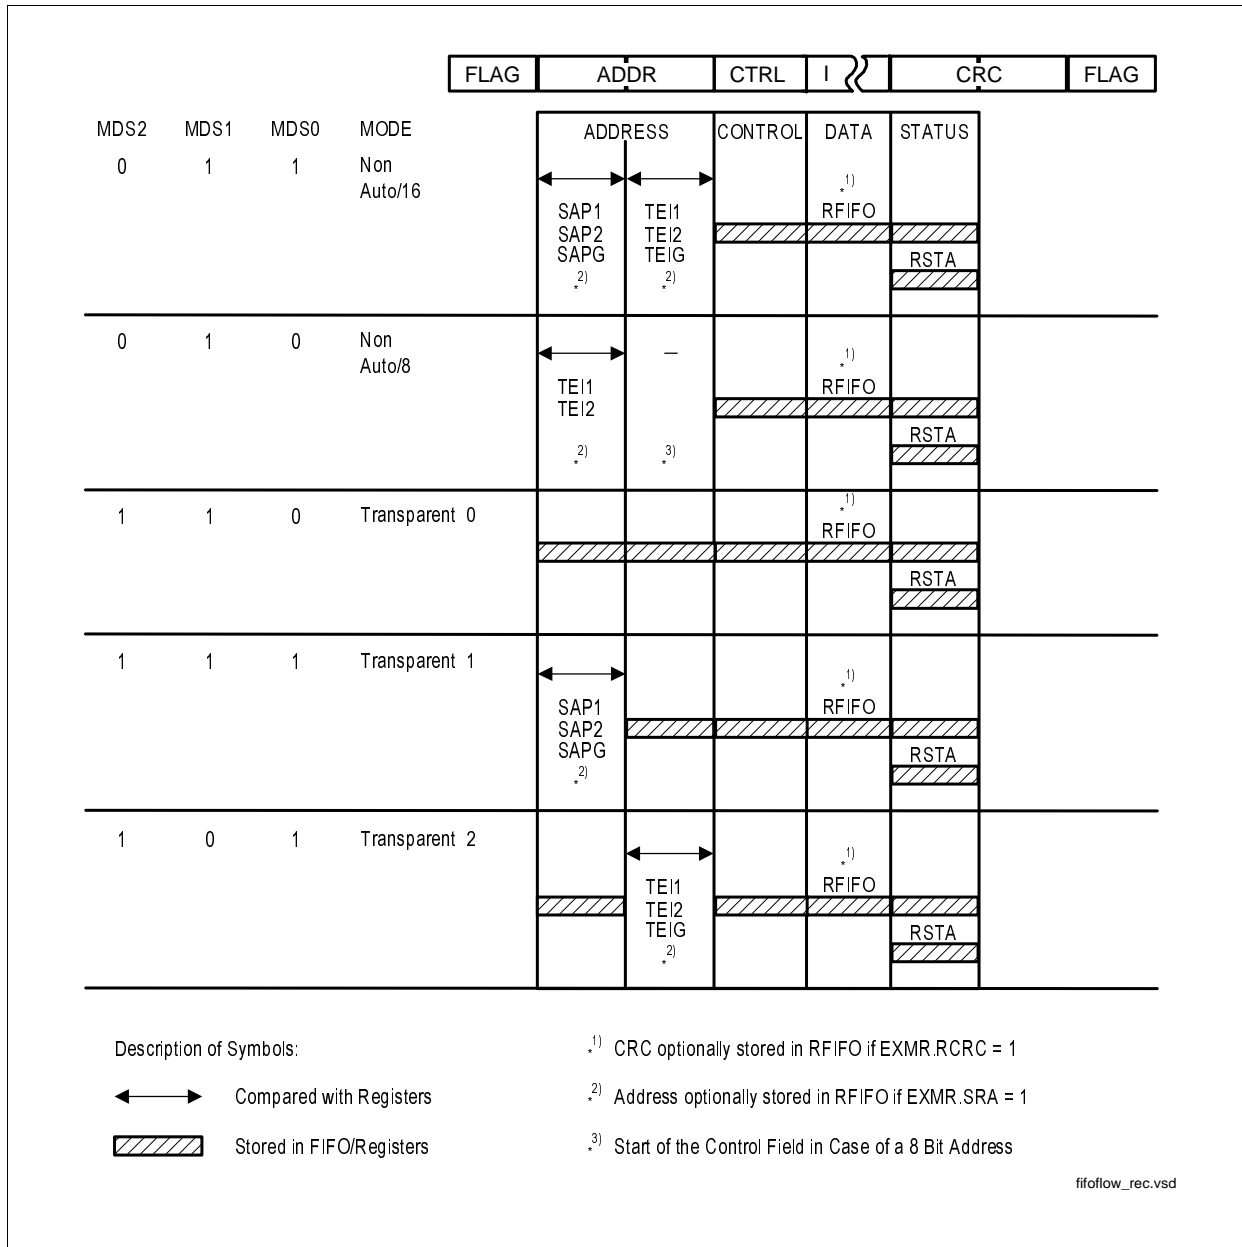 FLAG ADDR CTRL I CRC FLAG
MDS2 MDS1 MDS0 MODE ADDRESS CONTROL DATA STATUS
0 1 1 Non
Auto/16
*1)
SAP1 TEI1 RFIFO
SAP2 TEI2
SAPG TEIG RSTA
*2) *2)
0 1 0 Non
Auto/8 – *1)
TEI1 RFIFO
TEI2
RSTA
*2) *3)
*1)
1 1 0 Transparent 0
RFIFO
RSTA
1 1 1 Transparent 1
*1)
SAP1 RFIFO
SAP2
SAPG RSTA
*2)
1 0 1 Transparent 2
*1)
TEI1 RFIFO
TEI2
TEIG RSTA
*2)
Description of Symbols: *1) CRC optionally stored in RFIFO if EXMR.RCRC = 1
Compared with Registers *2) Address optionally stored in RFIFO if EXMR.SRA = 1
Stored in FIFO/Registers *3) Start of the Control Field in Case of a 8 Bit Address
fifoflow_rec.vsd